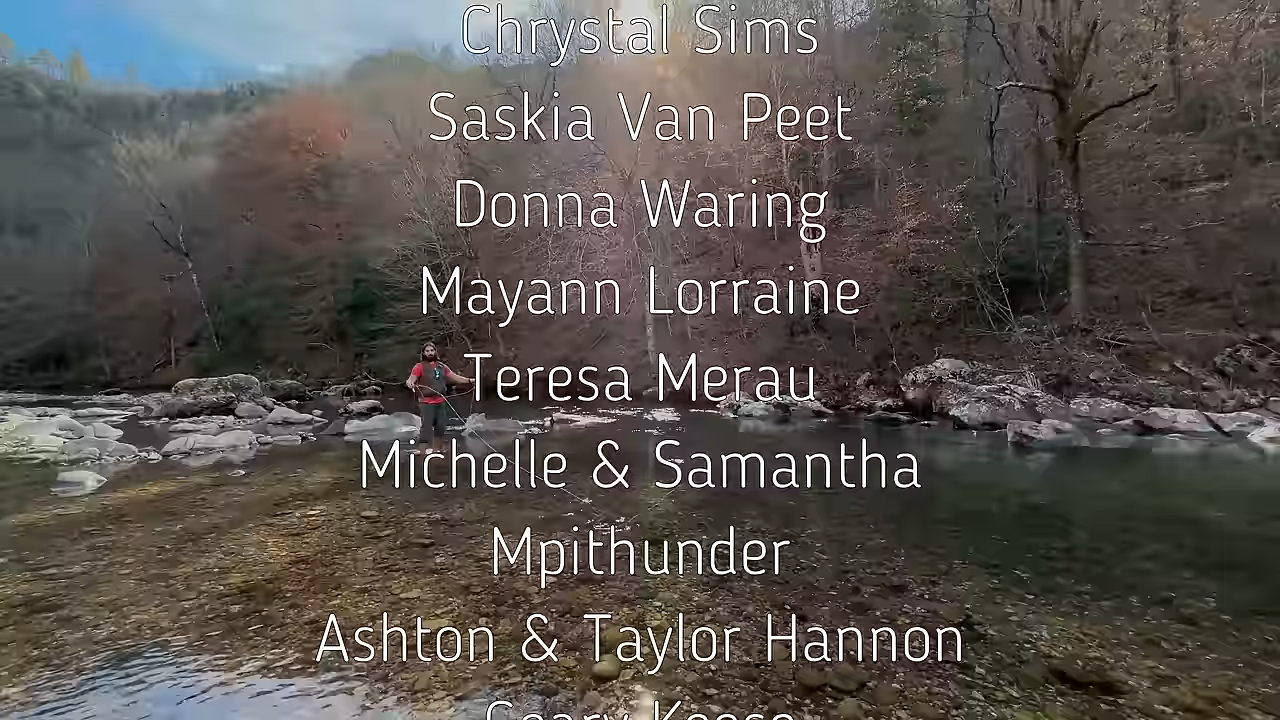 Chrystal Sims
Saskia Van Peet
Donna Waring
Mayann Lorraine
Teresa Merau
Michelle & Samantha
Mpithunder
Ashton & Taylor Hannon